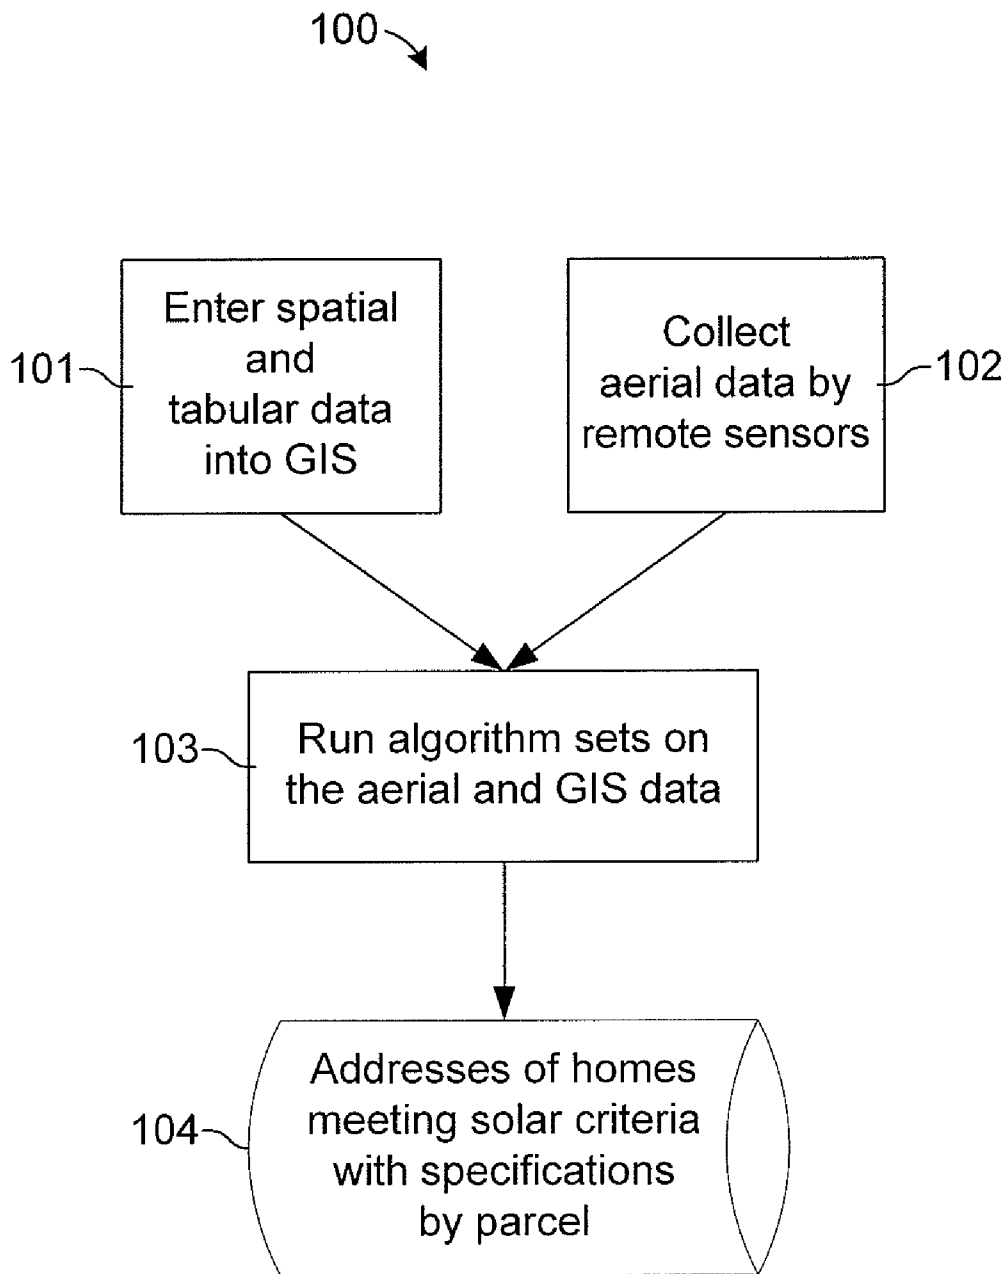 100
Enter spatial
and
tabular data
into GIS
101
Collect
aerial data by
remote sensors
102
Run algorithm sets on
the aerial and GIS data
103
Addresses of homes
meeting solar criteria
with specifications
by parcel
104